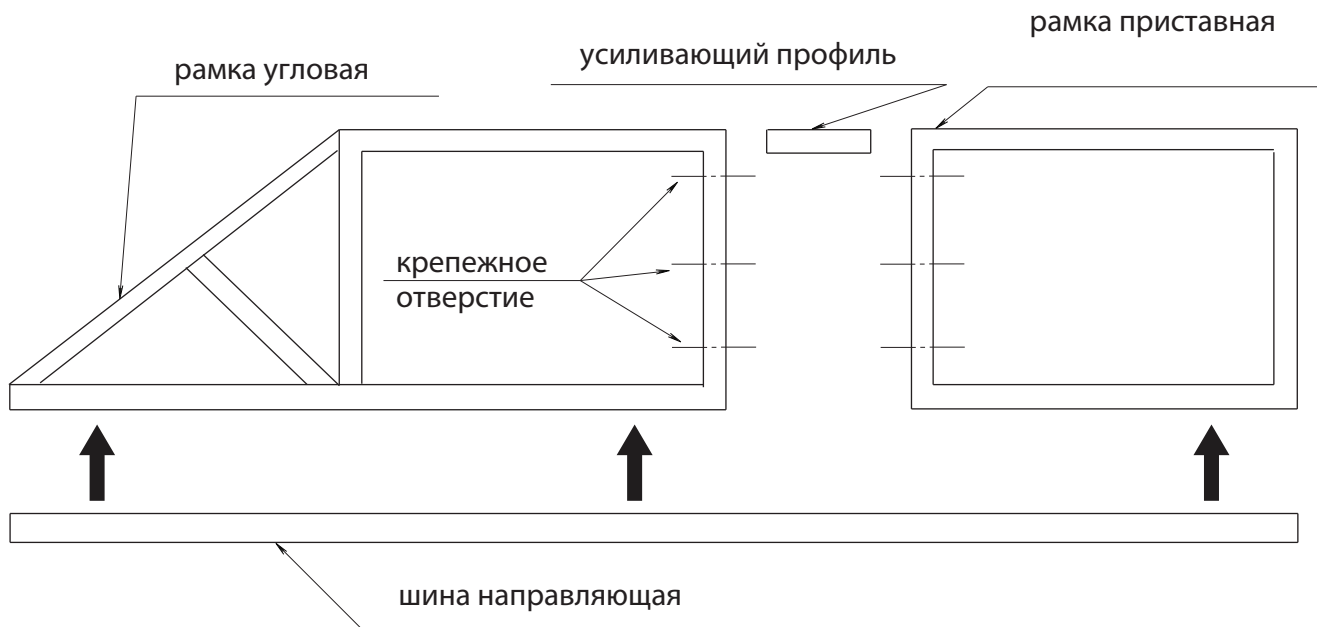 рамка приставная
усиливающий профиль
рамка угловая
крепежное
отверстие
шина направляющая